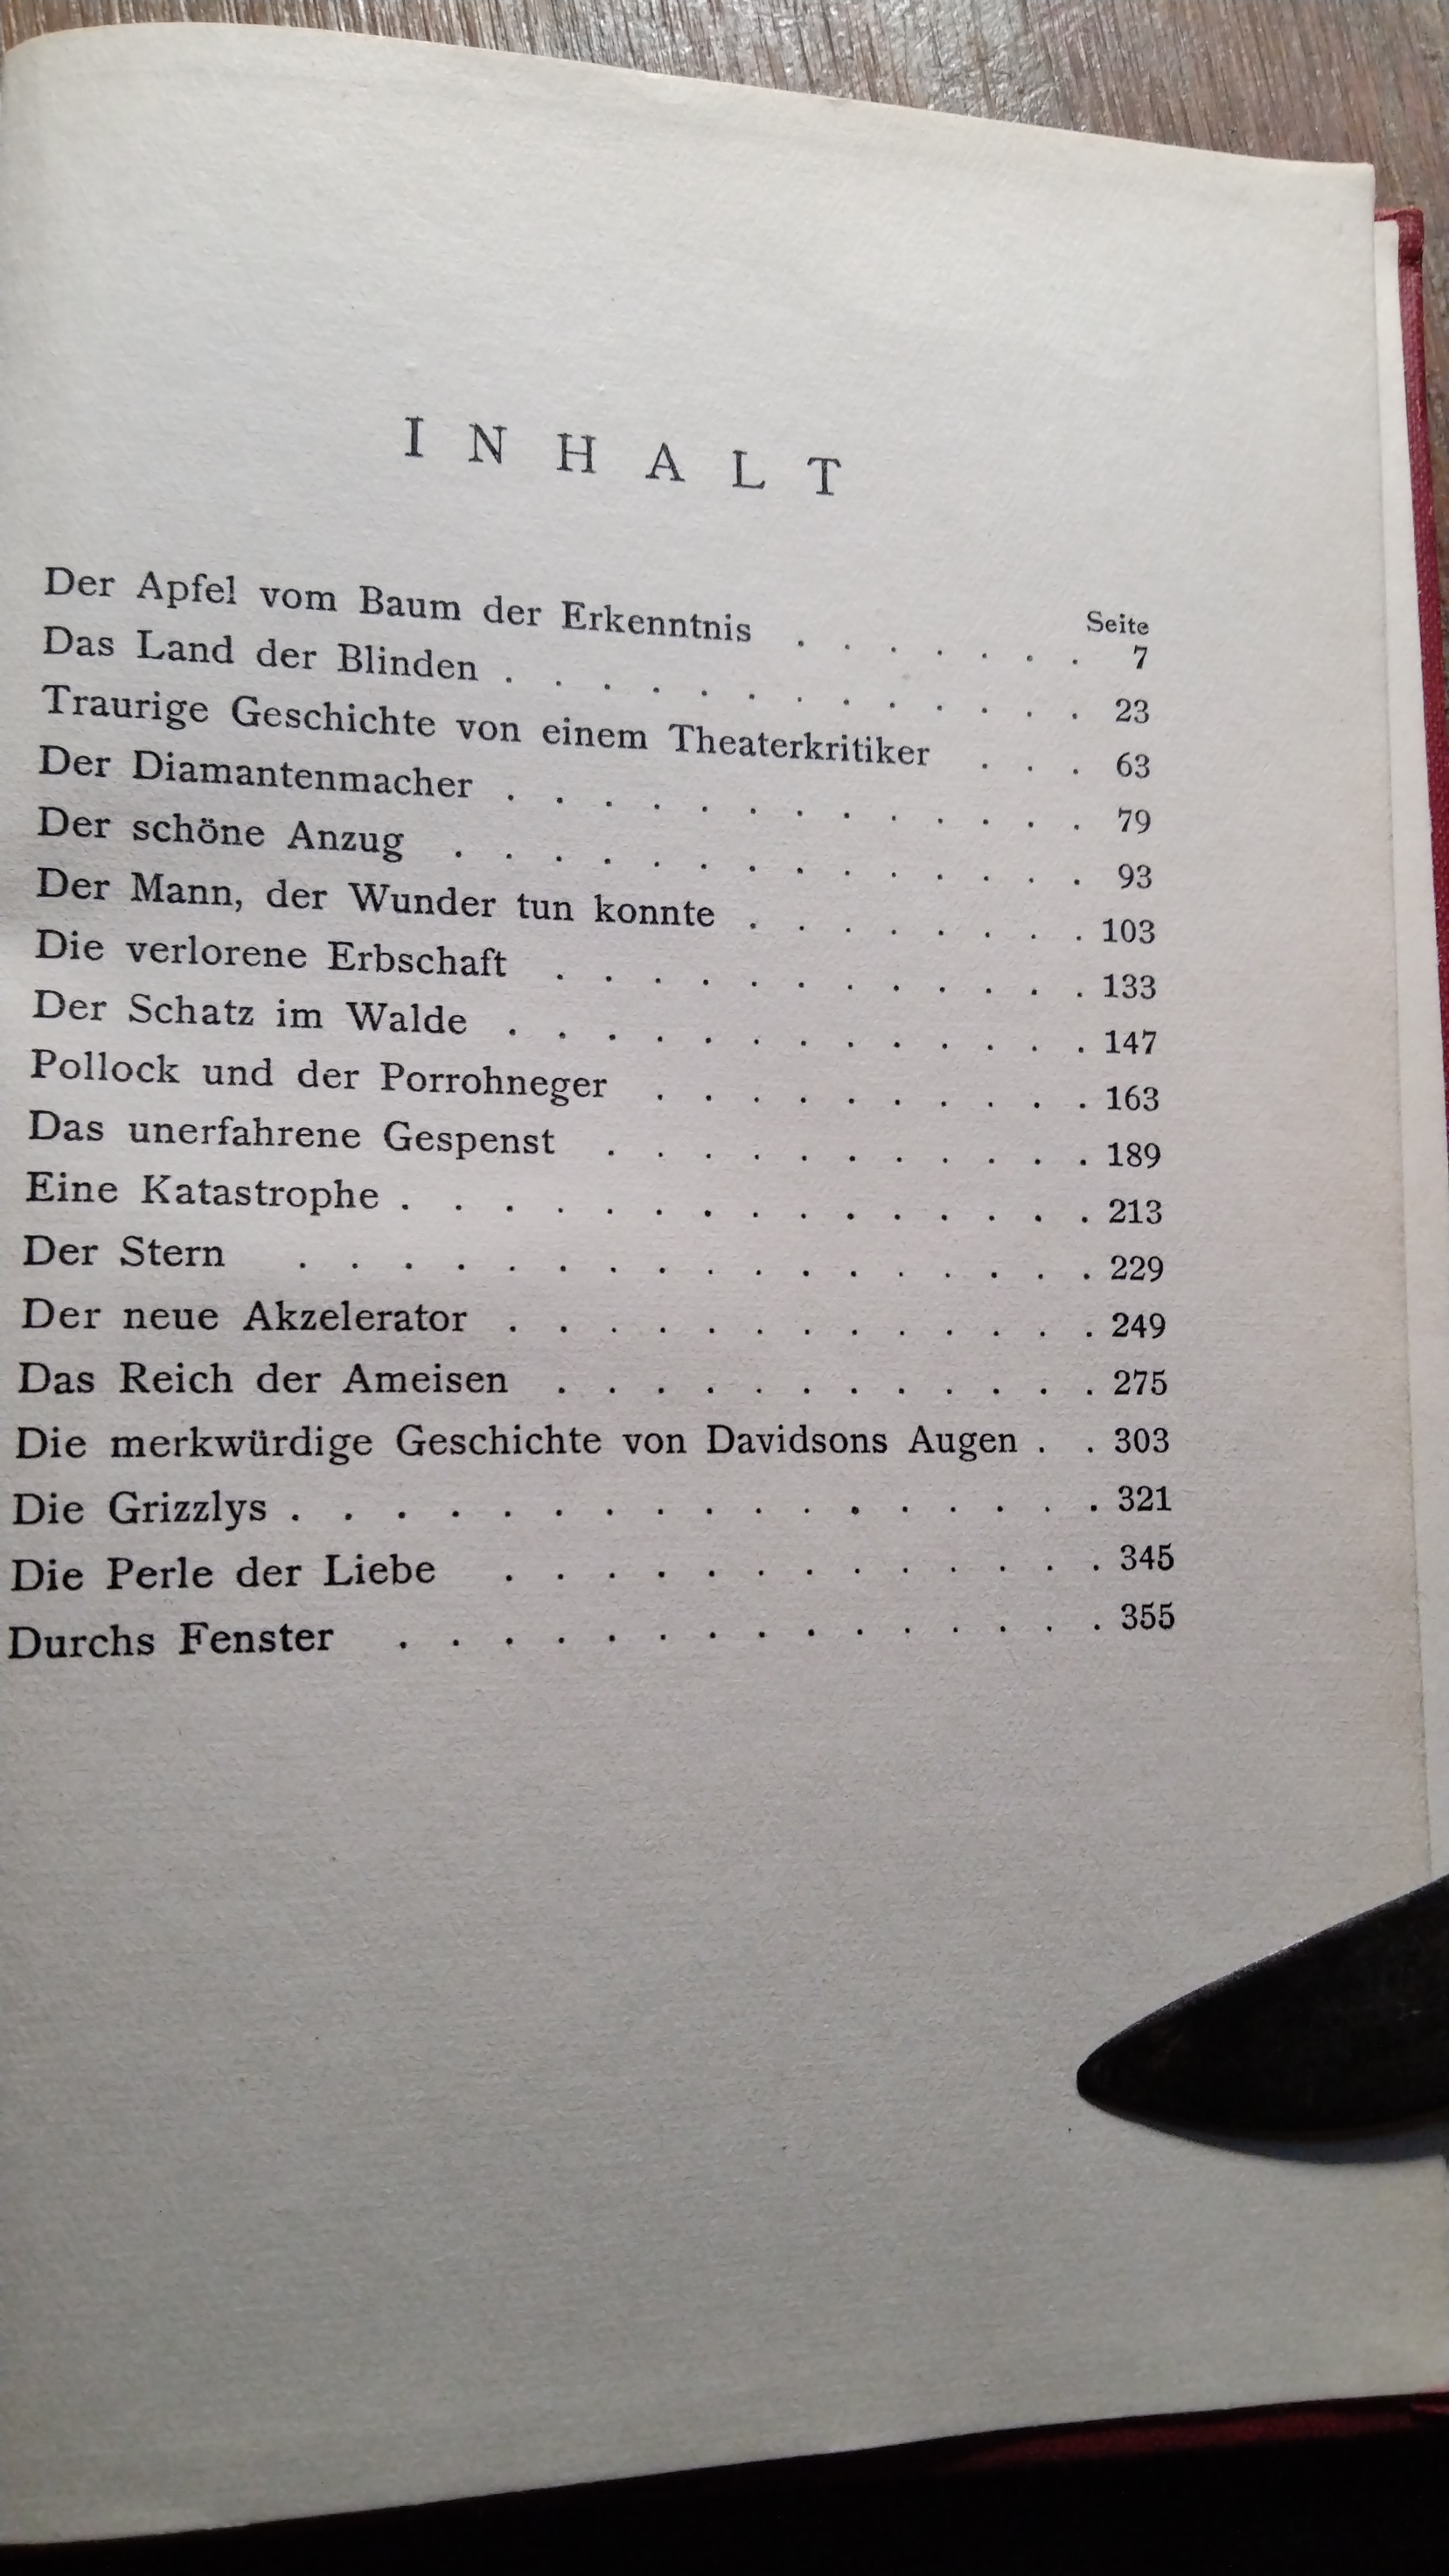 INHALT
Seite
Der Apfel vom Baum der Erkenntnis . . . . . . . 7
Das Land der Blinden . . . . . . . . . . . . . 23
Traurige Geschichte von einem Theaterkritiker . . . 63
Der Diamantenmacher . . . . . . . . . . . . . 79
Der schöne Anzug . . . . . . . . . . . . . . 93
Der Mann, der Wunder tun konnte . . . . . . . . 103
Die verlorene Erbschaft . . . . . . . . . . . . 133
Der Schatz im Walde . . . . . . . . . . . . . 147
Pollock und der Porrohneger . . . . . . . . . . 163
Das unerfahrene Gespenst . . . . . . . . . . . 189
Eine Katastrophe . . . . . . . . . . . . . . . 213
Der Stern . . . . . . . . . . . . . . . . . 229
Der neue Akzelerator . . . . . . . . . . . . . 249
Das Reich der Ameisen . . . . . . . . . . . . 275
Die merkwürdige Geschichte von Davidsons Augen . . 303
Die Grizzlys . . . . . . . . . . . . . . . . . 321
Die Perle der Liebe . . . . . . . . . . . . . 345
Durchs Fenster . . . . . . . . . . . . . . . 355